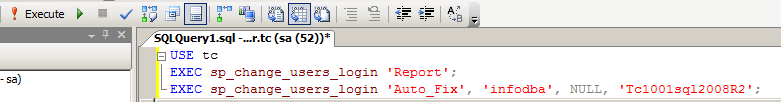 Execute
SQLQuery1.sql -...r.tc (sa (52))*
- sa)
USE tc
EXEC sp_change_users_login 'Report';
EXEC sp_change_users_login 'Auto_Fix', 'infodba', NULL, 'Tc1001sql2008R2';